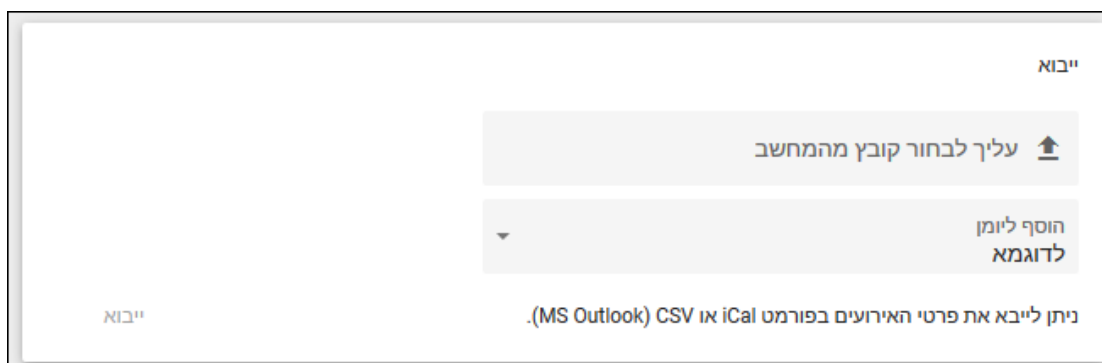 ייבוא
עליך לבחור קובץ מהמחשב
הוסף ליומן
לדוגמא
ניתן לייבא את פרטי האירועים בפורמט iCal או CSV (MS Outlook).
ייבוא